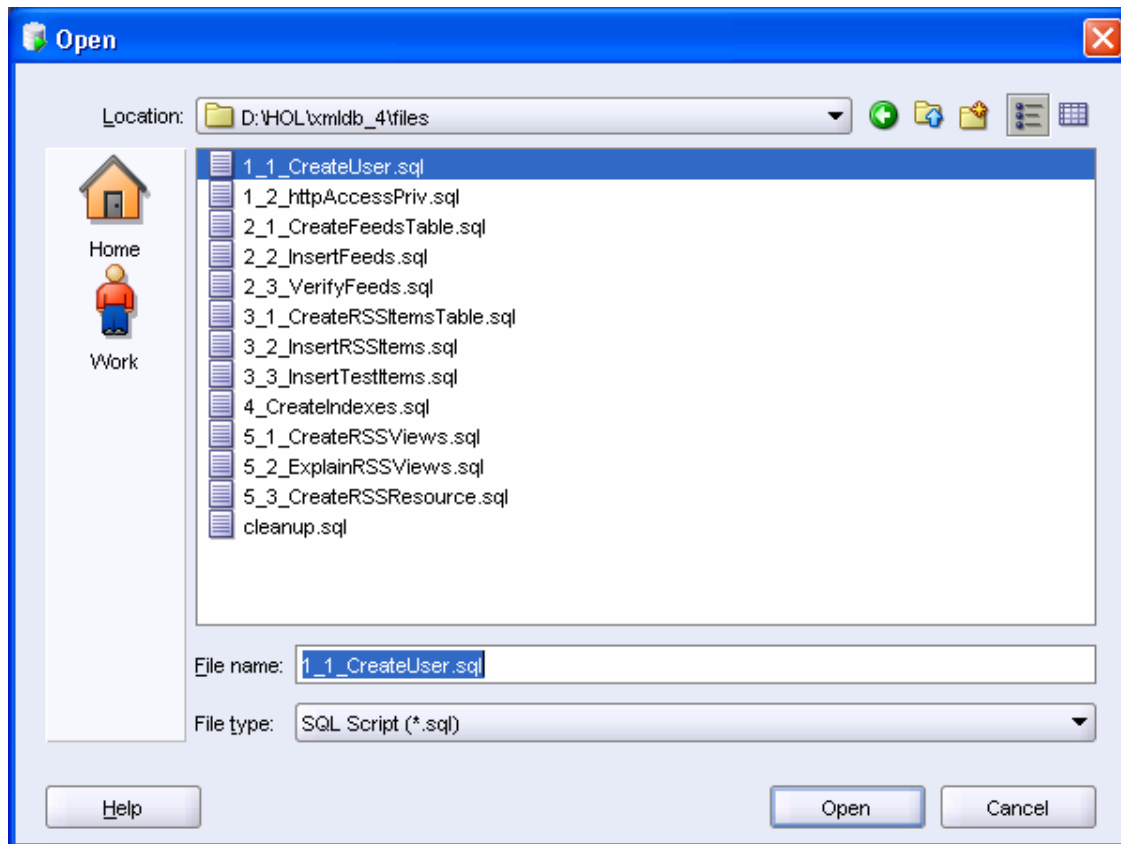 Open
Location: D:\HOL\xmldb_4\files
Home
Work
1_1_CreateUser.sql
1_2_httpAccessPriv.sql
2_1_CreateFeedsTable.sql
2_2_InsertFeeds.sql
2_3_VerifyFeeds.sql
3_1_CreateRSSItemsTable.sql
3_2_InsertRSSItems.sql
3_3_InsertTestItems.sql
4_CreateIndexes.sql
5_1_CreateRSSViews.sql
5_2_ExplainRSSViews.sql
5_3_CreateRSSResource.sql
cleanup.sql
File name: 1_1_CreateUser.sql
File type: SQL Script (*.sql)
Help Open Cancel